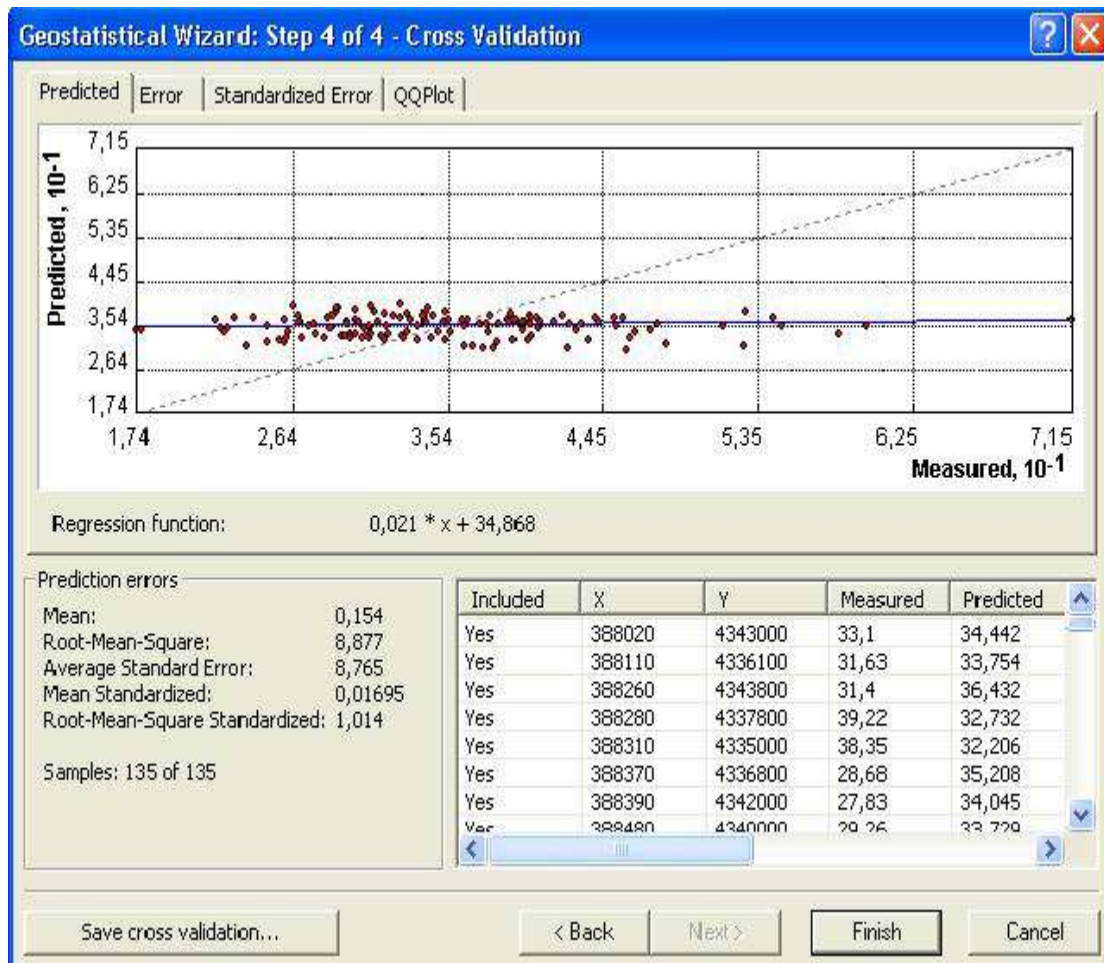 Geostatistical Wizard: Step 4 of 4 - Cross Validation
?
Predicted Error Standardized Error QQPlot
Predicted, 10-1
7,15
6,25
5,35
4,45
3,54
2,64
1,74
1,74 2,64 3,54 4,45 5,35 6,25 7,15
Measured, 10-1
Regression function: 0,021 * x + 34,868
Prediction errors
Mean: 0,154
Root-Mean-Square: 8,877
Average Standard Error: 8,765
Mean Standardized: 0,01695
Root-Mean-Square Standardized: 1,014
Samples: 135 of 135
Included X Y Measured Predicted
Yes 388020 4343000 33,1 34,442
Yes 388110 4336100 31,63 33,754
Yes 388260 4343800 31,4 36,432
Yes 388280 4337800 39,22 32,732
Yes 388310 4335000 38,35 32,206
Yes 388370 4336800 28,68 35,208
Yes 388390 4342000 27,83 34,045
Yes 388480 4340000 29,26 33,729
Save cross validation... < Back Next > Finish Cancel